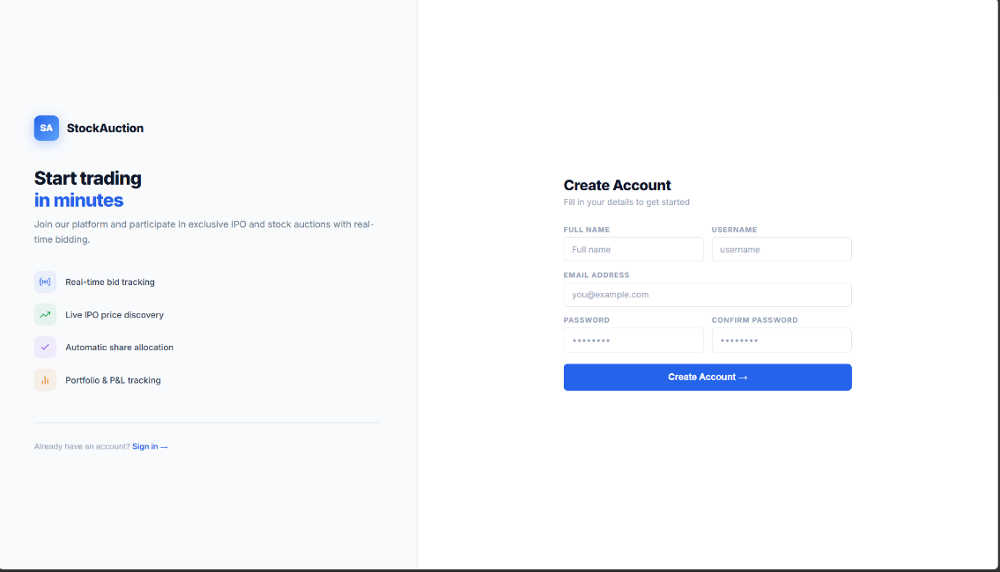 SA
StockAuction
Start trading
in minutes
Join our platform and participate in exclusive IPO and stock auctions with real-
time bidding.
Real-time bid tracking
Live IPO price discovery
Automatic share allocation
Portfolio & P&L tracking
Already have an account? Sign in →
Create Account
Fill in your details to get started
FULL NAME USERNAME
Full name username
EMAIL ADDRESS
you@example.com
PASSWORD CONFIRM PASSWORD
•••••••• ••••••••
Create Account →